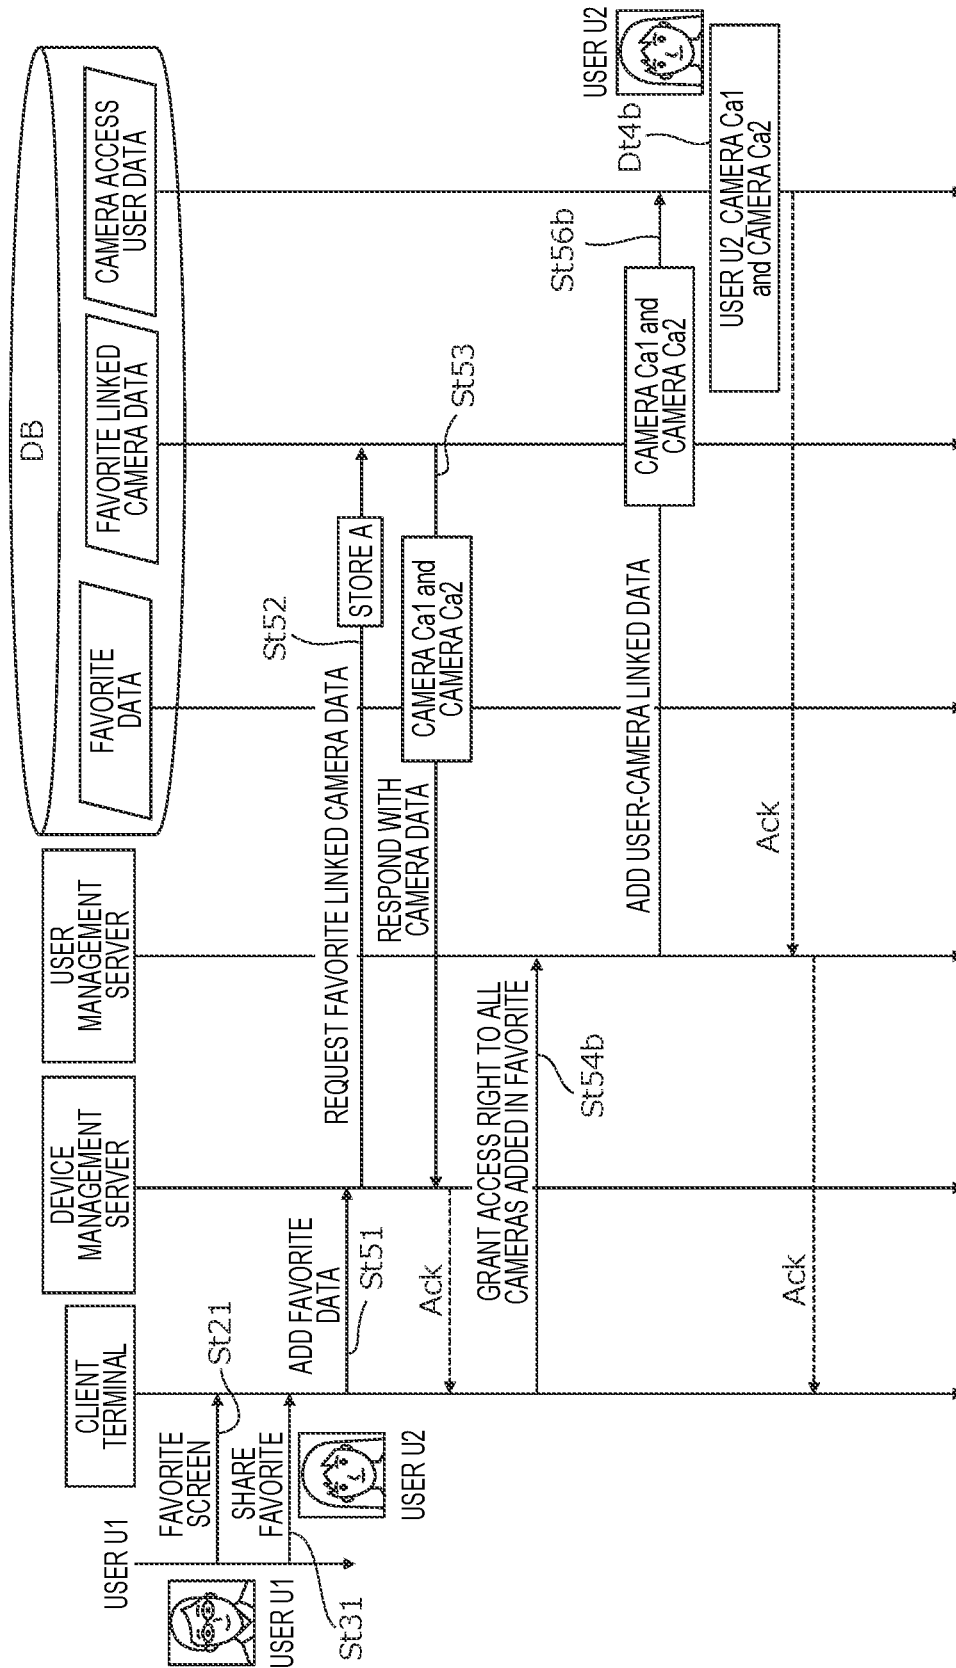 USER U1
CLIENT
TERMINAL
DEVICE
MANAGEMENT
SERVER
USER
MANAGEMENT
SERVER
DB
FAVORITE
DATA
FAVORITE LINKED
CAMERA DATA
CAMERA ACCESS
USER DATA
USER U1
FAVORITE
SCREEN
St21
SHARE
FAVORITE
St31
USER U2
ADD FAVORITE
DATA
St51
REQUEST FAVORITE LINKED CAMERA DATA
St52
STORE A
RESPOND WITH
CAMERA DATA
CAMERA Ca1 and
CAMERA Ca2
St53
Ack
GRANT ACCESS RIGHT TO ALL
CAMERAS ADDED IN FAVORITE
St54b
ADD USER-CAMERA LINKED DATA
CAMERA Ca1 and
CAMERA Ca2
St56b
USER U2
Dt4b
USER U2_CAMERA Ca1
and CAMERA Ca2
Ack
Ack